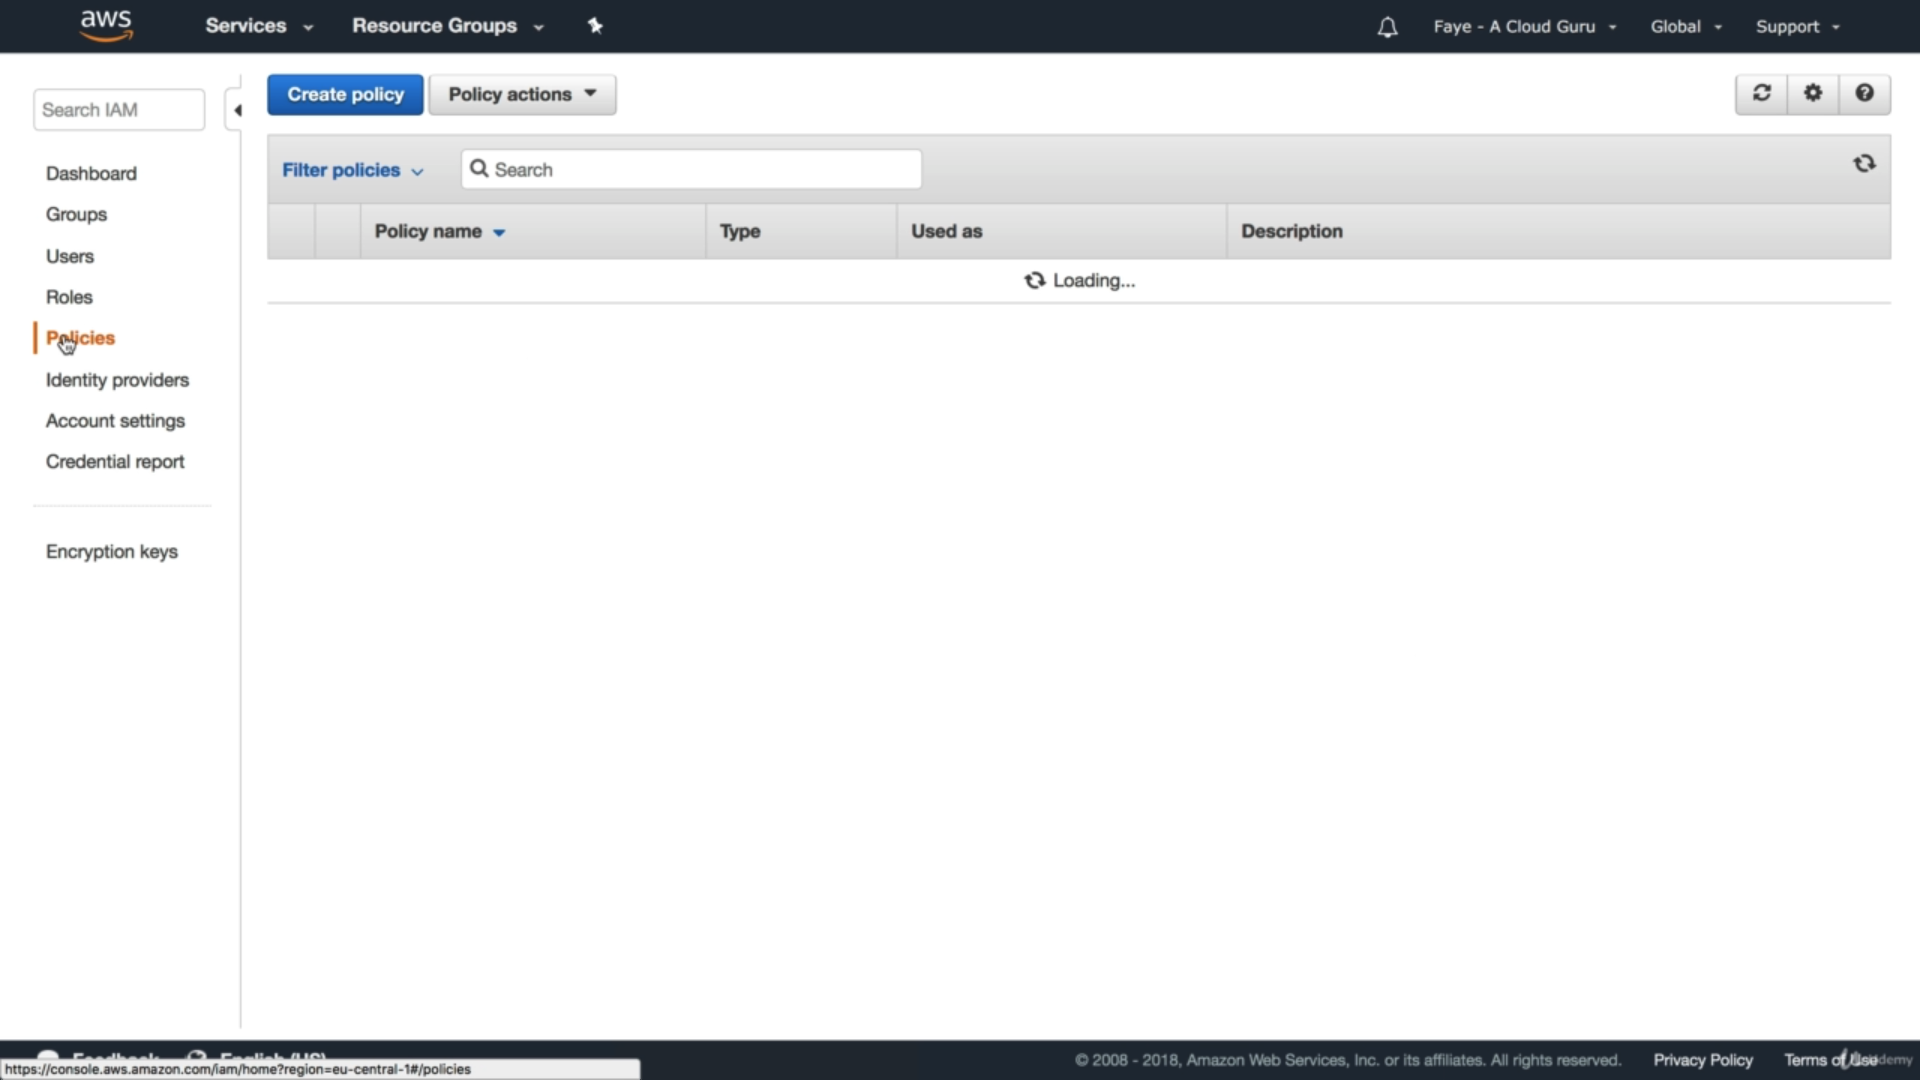 aws Services Resource Groups Faye - A Cloud Guru Global Support
Search IAM
Create policy Policy actions
Filter policies Search
Policy name Type Used as Description
Loading...
Dashboard
Groups
Users
Roles
Policies
Identity providers
Account settings
Credential report
Encryption keys
Feedback English (US)
© 2008 - 2018, Amazon Web Services, Inc. or its affiliates. All rights reserved. Privacy Policy Terms of Use
https://console.aws.amazon.com/iam/home?region=eu-central-1#/policies